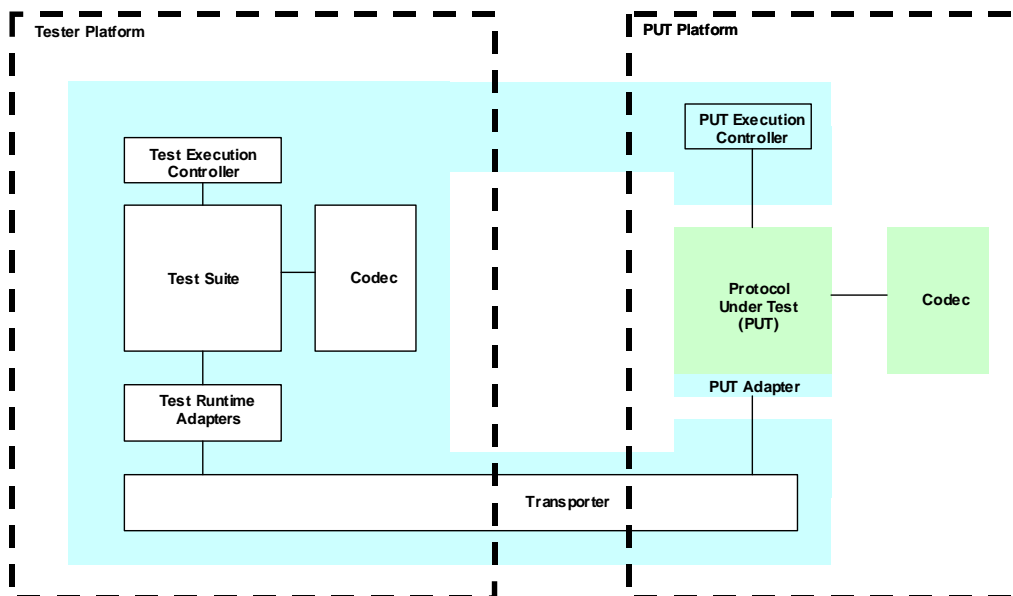 Tester Platform
PUT Platform
PUT Execution
Controller
Test Execution
Controller
Test Suite
Codec
Protocol
Under Test
(PUT)
Codec
PUT Adapter
Test Runtime
Adapters
Transporter